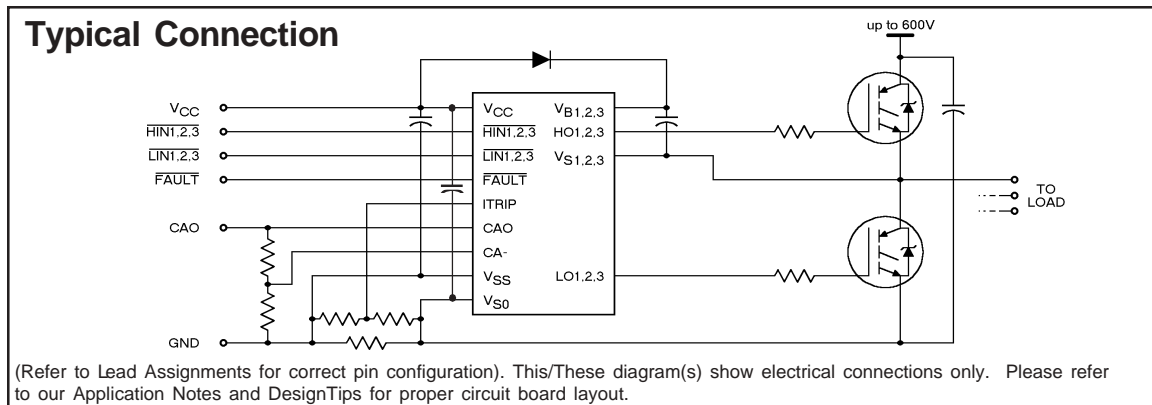 Typical Connection
up to 600V
VCC
HIN1,2,3
LIN1,2,3
FAULT
CAO
GND
VCC
HIN1,2,3
LIN1,2,3
FAULT
ITRIP
CAO
CA-
VSS
VS0
VB1,2,3
HO1,2,3
VS1,2,3
LO1,2,3
TO
LOAD
(Refer to Lead Assignments for correct pin configuration). This/These diagram(s) show electrical connections only. Please refer
to our Application Notes and DesignTips for proper circuit board layout.